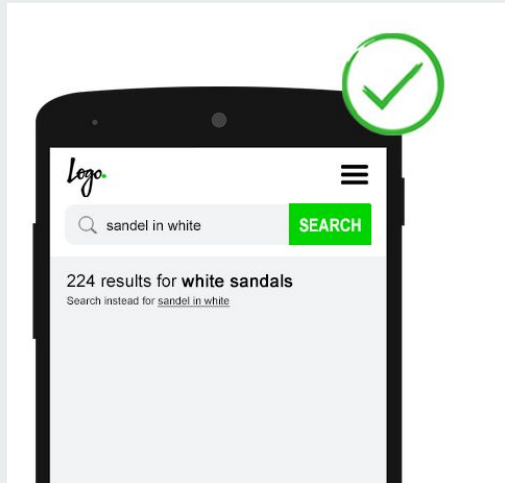 Logo.
sandel in white
SEARCH
224 results for white sandals
Search instead for sandel in white